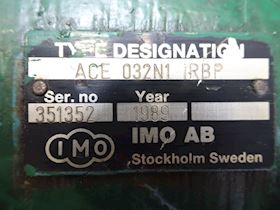 TYPE DESIGNATION
ACE 032N1 IRBP
Ser. no Year
351352 1989
IMO IMO AB
Stockholm Sweden